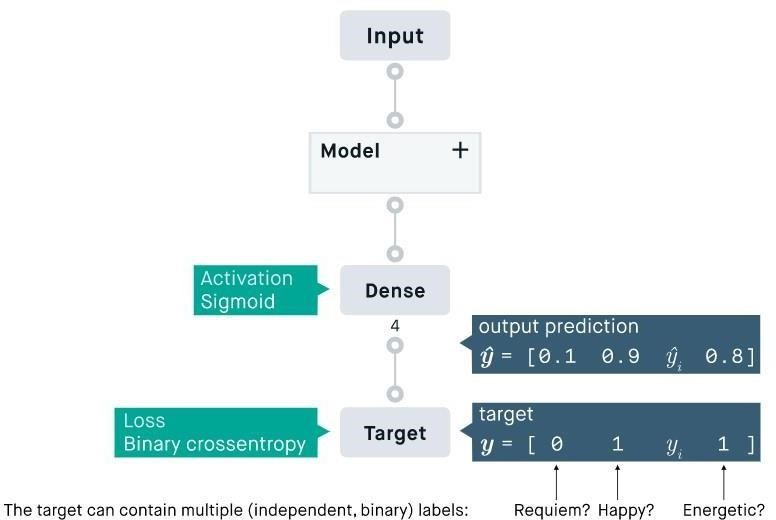 Input
Model +
Activation
Sigmoid
Dense
4
output prediction
ŷ = [0.1 0.9 ŷᵢ 0.8]
Loss
Binary crossentropy
Target
target
y = [ 0 1 yᵢ 1 ]
The target can contain multiple (independent, binary) labels: Requiem? Happy? Energetic?